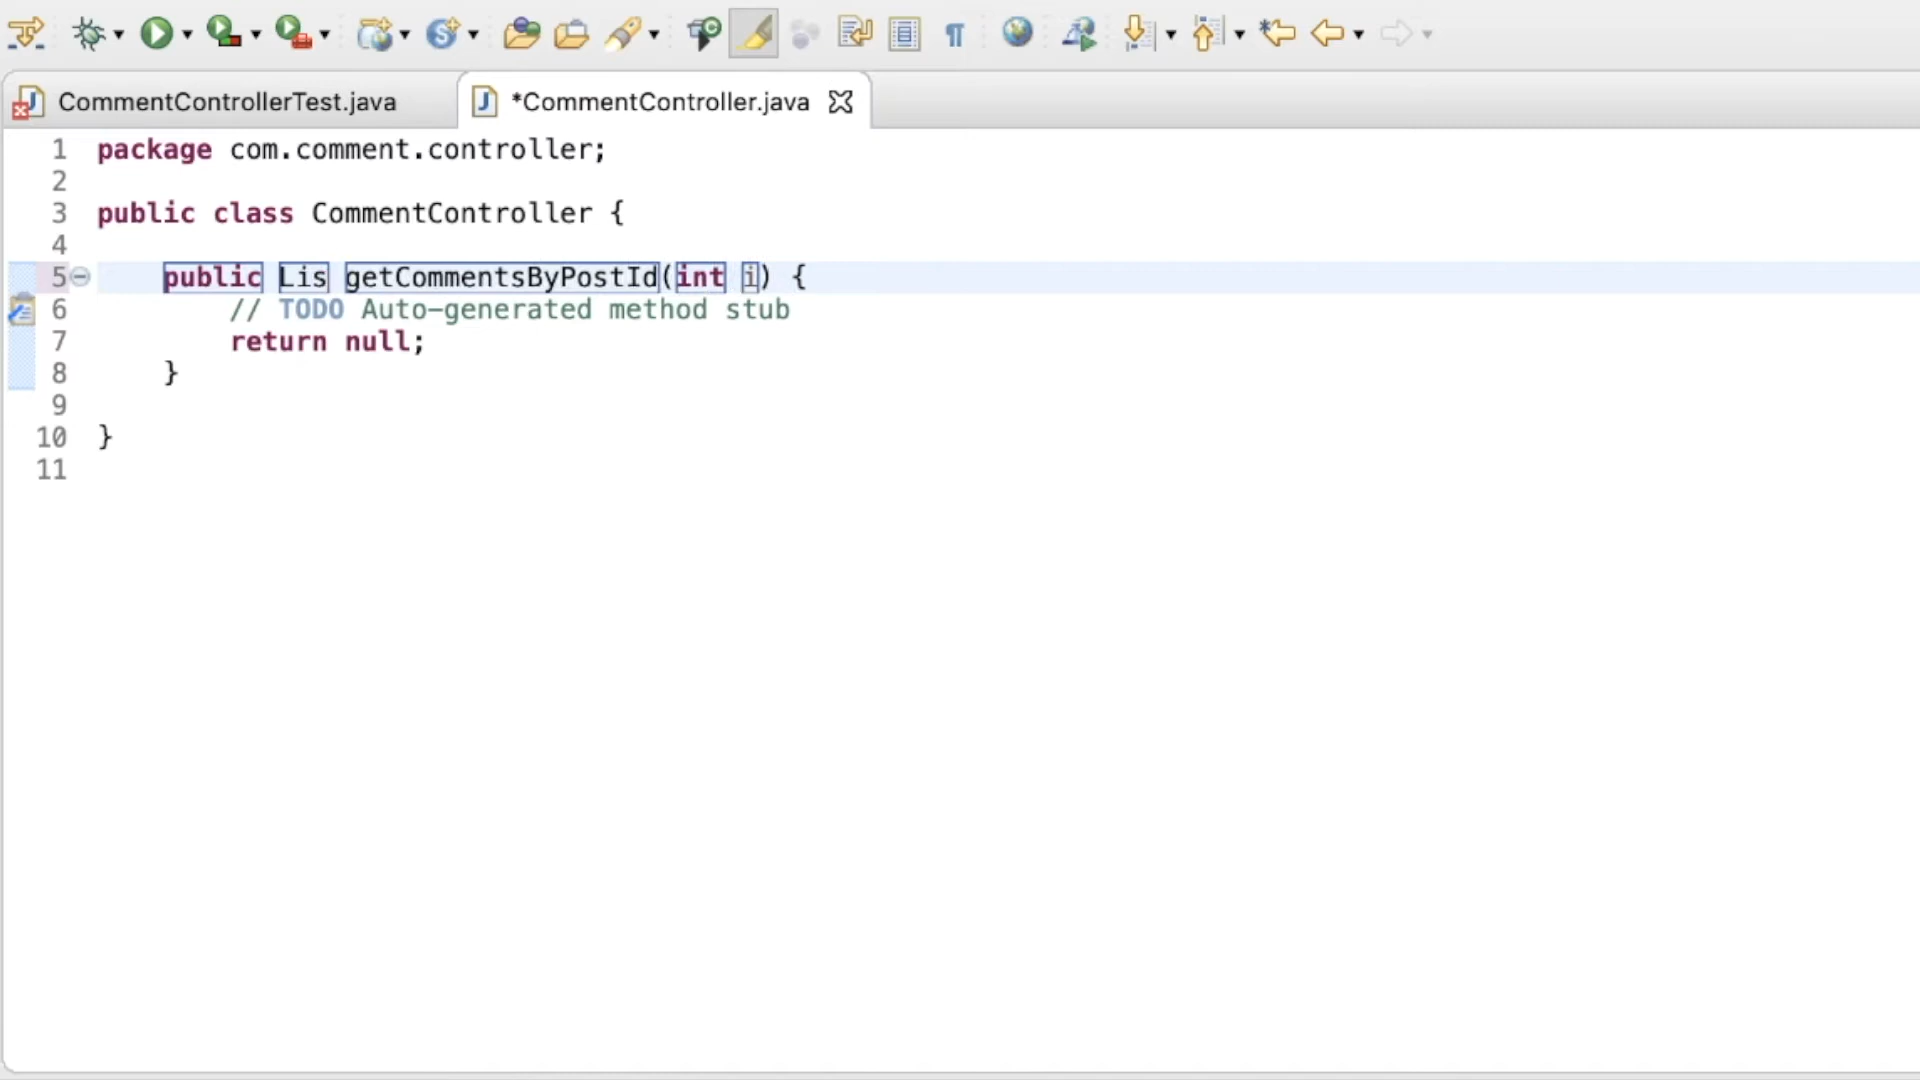 CommentControllerTest.java
*CommentController.java
1 package com.comment.controller;
2
3 public class CommentController {
4
5 public Lis getCommentsByPostId(int i) {
6 // TODO Auto-generated method stub
7 return null;
8 }
9
10 }
11